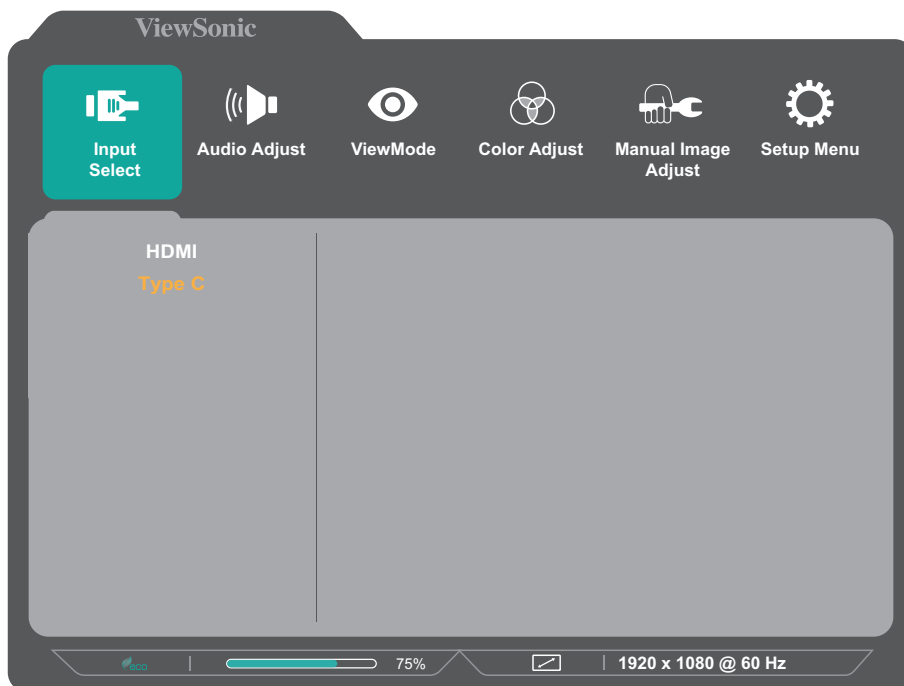 ViewSonic
Input Select
Audio Adjust
ViewMode
Color Adjust
Manual Image Adjust
Setup Menu
HDMI
Type C
eco
75%
1920 x 1080 @ 60 Hz